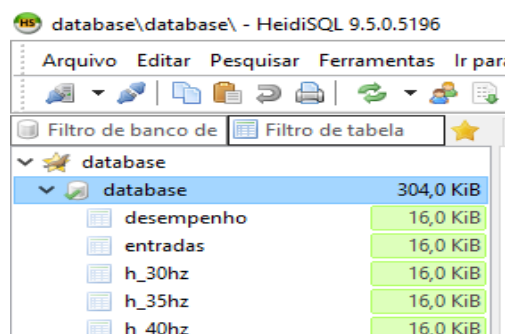 HS database\database\ - HeidiSQL 9.5.0.5196
Arquivo Editar Pesquisar Ferramentas Ir par
Filtro de banco de Filtro de tabela
database
database 304,0 KiB
desempenho 16,0 KiB
entradas 16,0 KiB
h_30hz 16,0 KiB
h_35hz 16,0 KiB
h_40hz 16,0 KiB